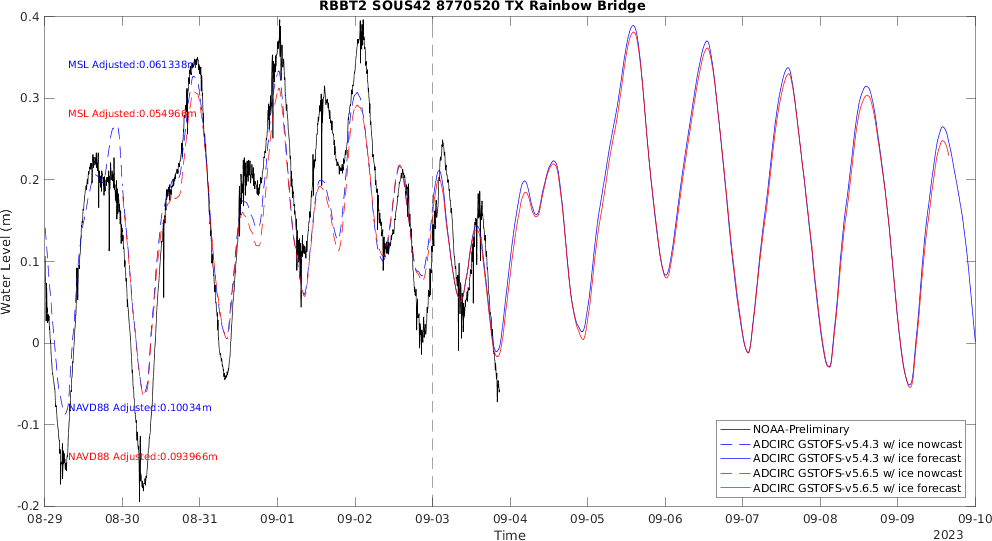 RBBT2 SOUS42 8770520 TX Rainbow Bridge
0.4
0.3
0.2
0.1
0
-0.1
-0.2
Water Level (m)
MSL Adjusted:0.061338m
MSL Adjusted:0.054966m
NAVD88 Adjusted:0.10034m
NAVD88 Adjusted:0.093966m
NOAA-Preliminary
ADCIRC GSTOFS-v5.4.3 w/ ice nowcast
ADCIRC GSTOFS-v5.4.3 w/ ice forecast
ADCIRC GSTOFS-v5.6.5 w/ ice nowcast
ADCIRC GSTOFS-v5.6.5 w/ ice forecast
08-29 08-30 08-31 09-01 09-02 09-03 09-04 09-05 09-06 09-07 09-08 09-09 09-10
Time
2023